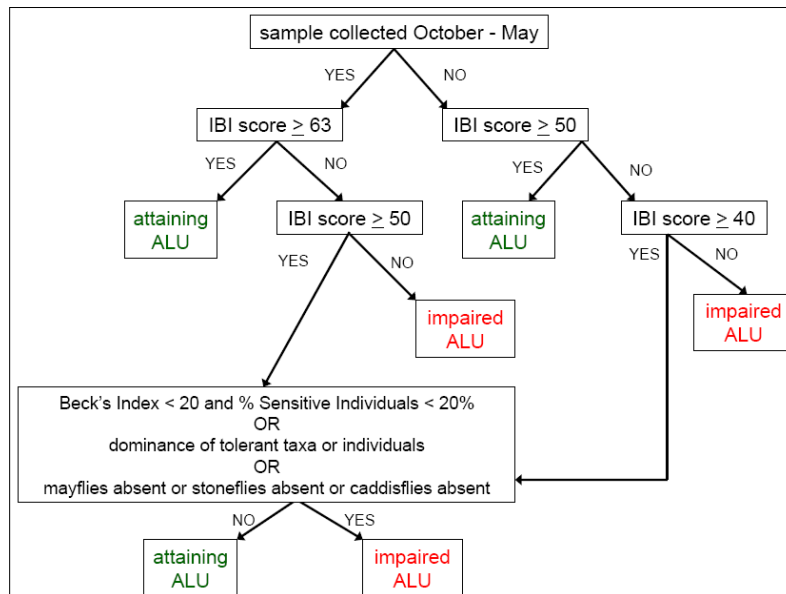 sample collected October - May
YES
NO
IBI score ≥ 63
IBI score ≥ 50
YES
NO
YES
NO
attaining
ALU
IBI score ≥ 50
attaining
ALU
IBI score ≥ 40
YES
NO
YES
NO
impaired
ALU
impaired
ALU
Beck's Index < 20 and % Sensitive Individuals < 20%
OR
dominance of tolerant taxa or individuals
OR
mayflies absent or stoneflies absent or caddisflies absent
NO
YES
attaining
ALU
impaired
ALU